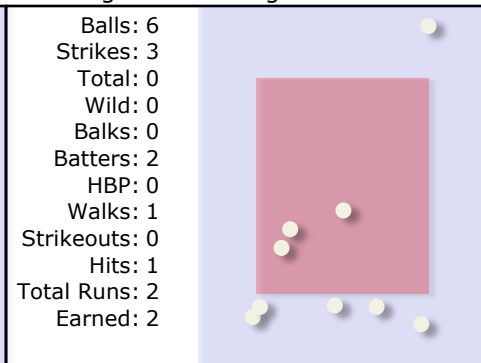 Balls: 6
Strikes: 3
Total: 0
Wild: 0
Balks: 0
Batters: 2
HBP: 0
Walks: 1
Strikeouts: 0
Hits: 1
Total Runs: 2
Earned: 2